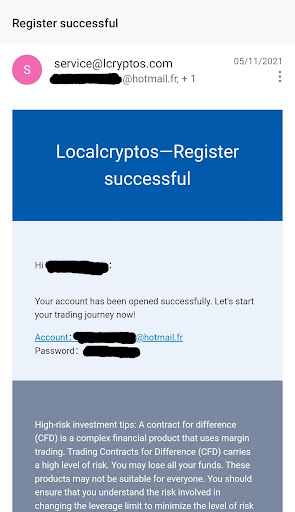 Register successful
S
service@lcryptos.com
05/11/2021
@hotmail.fr, + 1
Localcryptos—Register
successful
Hi :
Your account has been opened successfully. Let's start
your trading journey now!
Account: @hotmail.fr
Password :
High-risk investment tips: A contract for difference
(CFD) is a complex financial product that uses margin
trading. Trading Contracts for Difference (CFD) carries
a high level of risk. You may lose all your funds. These
products may not be suitable for everyone. You should
ensure that you understand the risk involved in
changing the leverage limit to minimize the level of risk